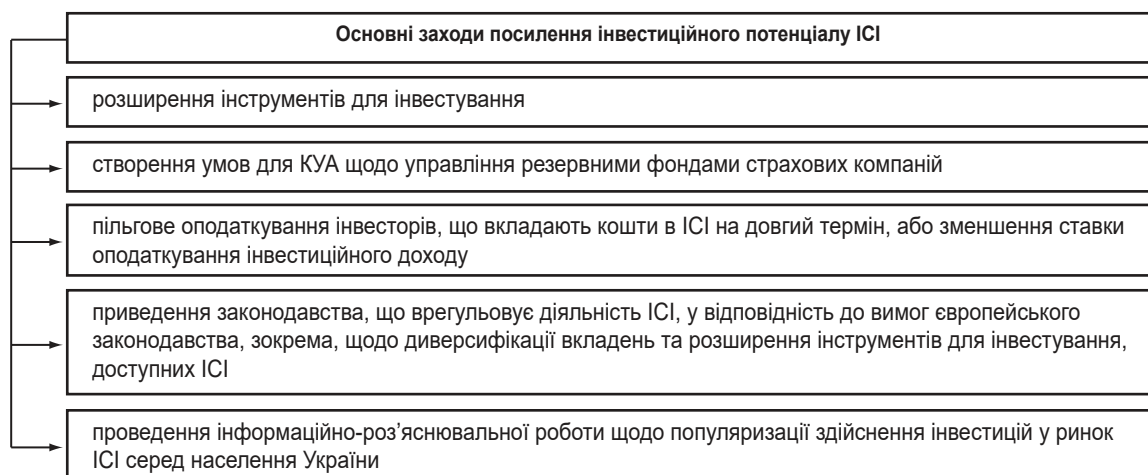 Основні заходи посилення інвестиційного потенціалу ІСІ
розширення інструментів для інвестування
створення умов для КУА щодо управління резервними фондами страхових компаній
пільгове оподаткування інвесторів, що вкладають кошти в ІСІ на довгий термін, або зменшення ставки
оподаткування інвестиційного доходу
приведення законодавства, що врегульовує діяльність ІСІ, у відповідність до вимог європейського
законодавства, зокрема, щодо диверсифікації вкладень та розширення інструментів для інвестування,
доступних ІСІ
проведення інформаційно-роз’яснювальної роботи щодо популяризації здійснення інвестицій у ринок
ІСІ серед населення України